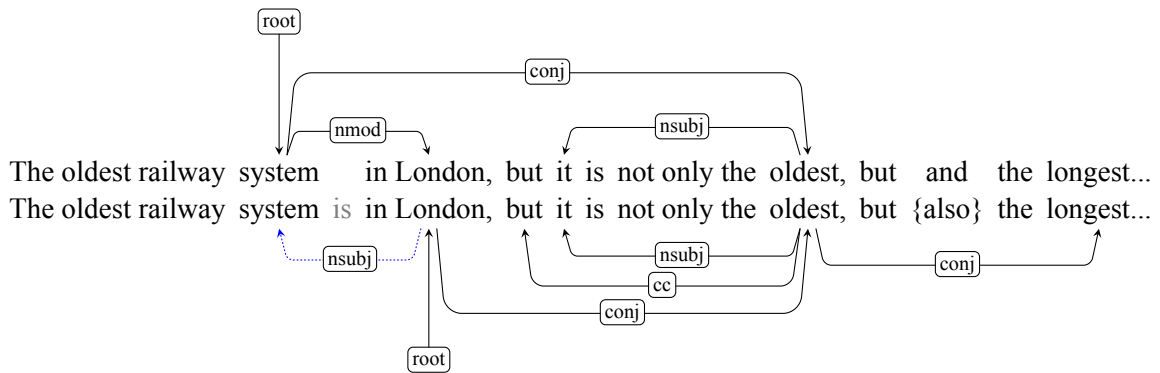 root
conj
nmod
nsubj
The oldest railway system in London, but it is not only the oldest, but and the longest...
The oldest railway system is in London, but it is not only the oldest, but {also} the longest...
nsubj
nsubj
conj
cc
conj
root